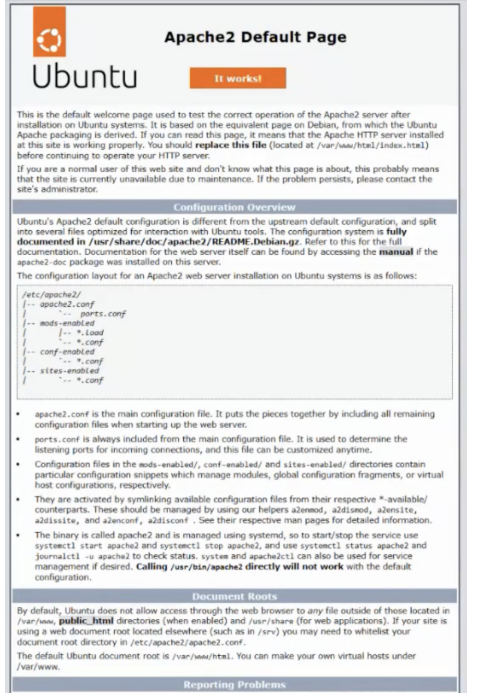 Apache2 Default Page
Ubuntu
It works!
This is the default welcome page used to test the correct operation of the Apache2 server after
installation on Ubuntu systems. It is based on the equivalent page on Debian, from which the Ubuntu
Apache packaging is derived. If you can read this page, it means that the Apache HTTP server installed
at this site is working properly. You should replace this file (located at /var/www/html/index.html)
before continuing to operate your HTTP server.
If you are a normal user of this web site and don't know what this page is about, this probably means
that the site is currently unavailable due to maintenance. If the problem persists, please contact the
site's administrator.
Configuration Overview
Ubuntu's Apache2 default configuration is different from the upstream default configuration, and split
into several files optimized for interaction with Ubuntu tools. The configuration system is fully
documented in /usr/share/doc/apache2/README.Debian.gz. Refer to this for the full
documentation. Documentation for the web server itself can be found by accessing the manual if the
apache2-doc package was installed on this server.
The configuration layout for an Apache2 web server installation on Ubuntu systems is as follows:
/etc/apache2/
|-- apache2.conf
|       `-- ports.conf
|-- mods-enabled
|       |-- *.load
|       `-- *.conf
|-- conf-enabled
|       `-- *.conf
|-- sites-enabled
|       `-- *.conf
• apache2.conf is the main configuration file. It puts the pieces together by including all remaining
configuration files when starting up the web server.
• ports.conf is always included from the main configuration file. It is used to determine the
listening ports for incoming connections, and this file can be customized anytime.
• Configuration files in the mods-enabled/, conf-enabled/ and sites-enabled/ directories contain
particular configuration snippets which manage modules, global configuration fragments, or virtual
host configurations, respectively.
• They are activated by symlinking available configuration files from their respective *-available/
counterparts. These should be managed by using our helpers a2enmod, a2dismod, a2ensite,
a2dissite, and a2enconf, a2disconf . See their respective man pages for detailed information.
• The binary is called apache2 and is managed using systemd, so to start/stop the service use
systemctl start apache2 and systemctl stop apache2, and use systemctl status apache2 and
journalctl -u apache2 to check status. system and apache2ctl can also be used for service
management if desired. Calling /usr/bin/apache2 directly will not work with the default
configuration.
Document Roots
By default, Ubuntu does not allow access through the web browser to any file outside of those located in
/var/www, public_html directories (when enabled) and /usr/share (for web applications). If your site is
using a web document root located elsewhere (such as in /srv) you may need to whitelist your
document root directory in /etc/apache2/apache2.conf.
The default Ubuntu document root is /var/www/html. You can make your own virtual hosts under
/var/www.
Reporting Problems